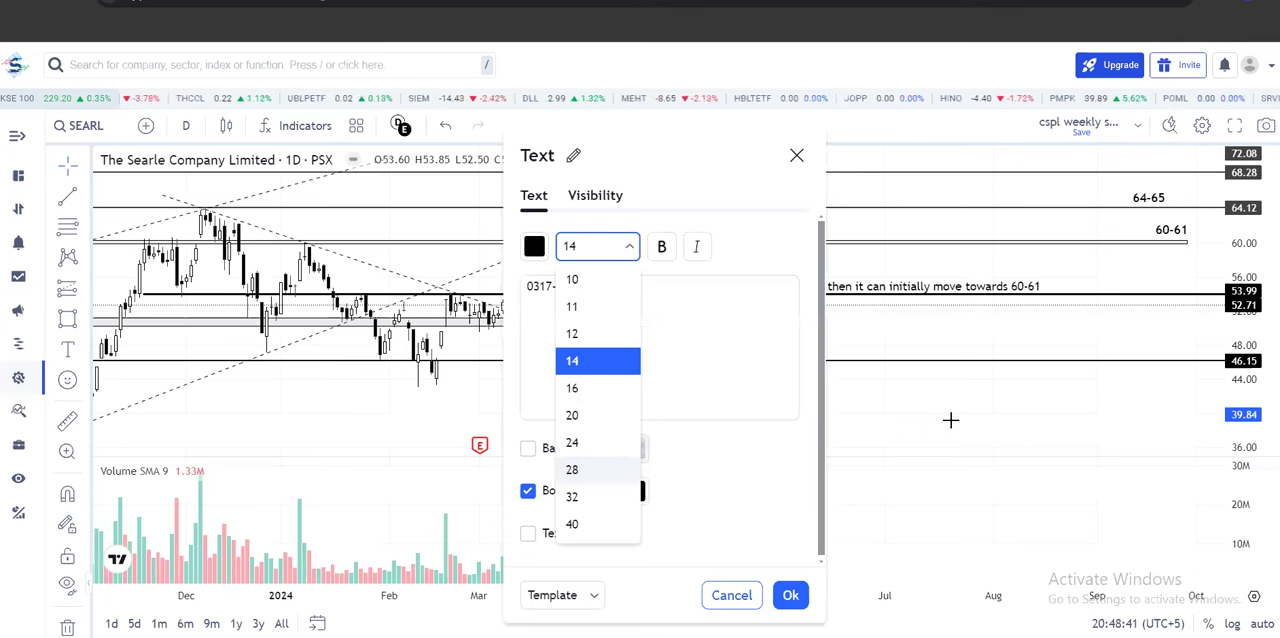 Search for company, sector, index or function. Press / or click here.
/
Upgrade
Invite
KSE 100 229.20 ▲ 0.35% ▼ -3.78% THCCL 0.22 ▲ 1.12% UBLPETF 0.02 ▲ 0.13% SIEM -14.43 ▼ -2.42% DLL 2.99 ▲ 1.32% MEHT -8.65 ▼ -2.13% HBLTETF 0.00 0.00% JOPP 0.00 0.00% HINO -4.40 ▼ -1.72% PMPK 39.89 ▲ 5.62% POML 0.00 0.00% SRVI
SEARL
D
Indicators
cspl weekly s...
Save
The Searle Company Limited · 1D · PSX
O53.60 H53.85 L52.50
Text
Text
Visibility
14
B
I
10
11
12
14
16
20
24
28
32
40
0317-
Ba
Bo
Te
Template
Cancel
Ok
64-65
60-61
then it can initially move towards 60-61
72.08
68.28
64.12
60.00
56.00
53.99
52.71
52.00
48.00
46.15
44.00
39.84
36.00
30M
20M
10M
E
Volume SMA 9 1.33M
Dec
2024
Feb
Mar
Jul
Aug
Sep
Oct
Activate Windows
Go to Settings to activate Windows.
1d 5d 1m 6m 9m 1y 3y All
20:48:41 (UTC+5) % log auto